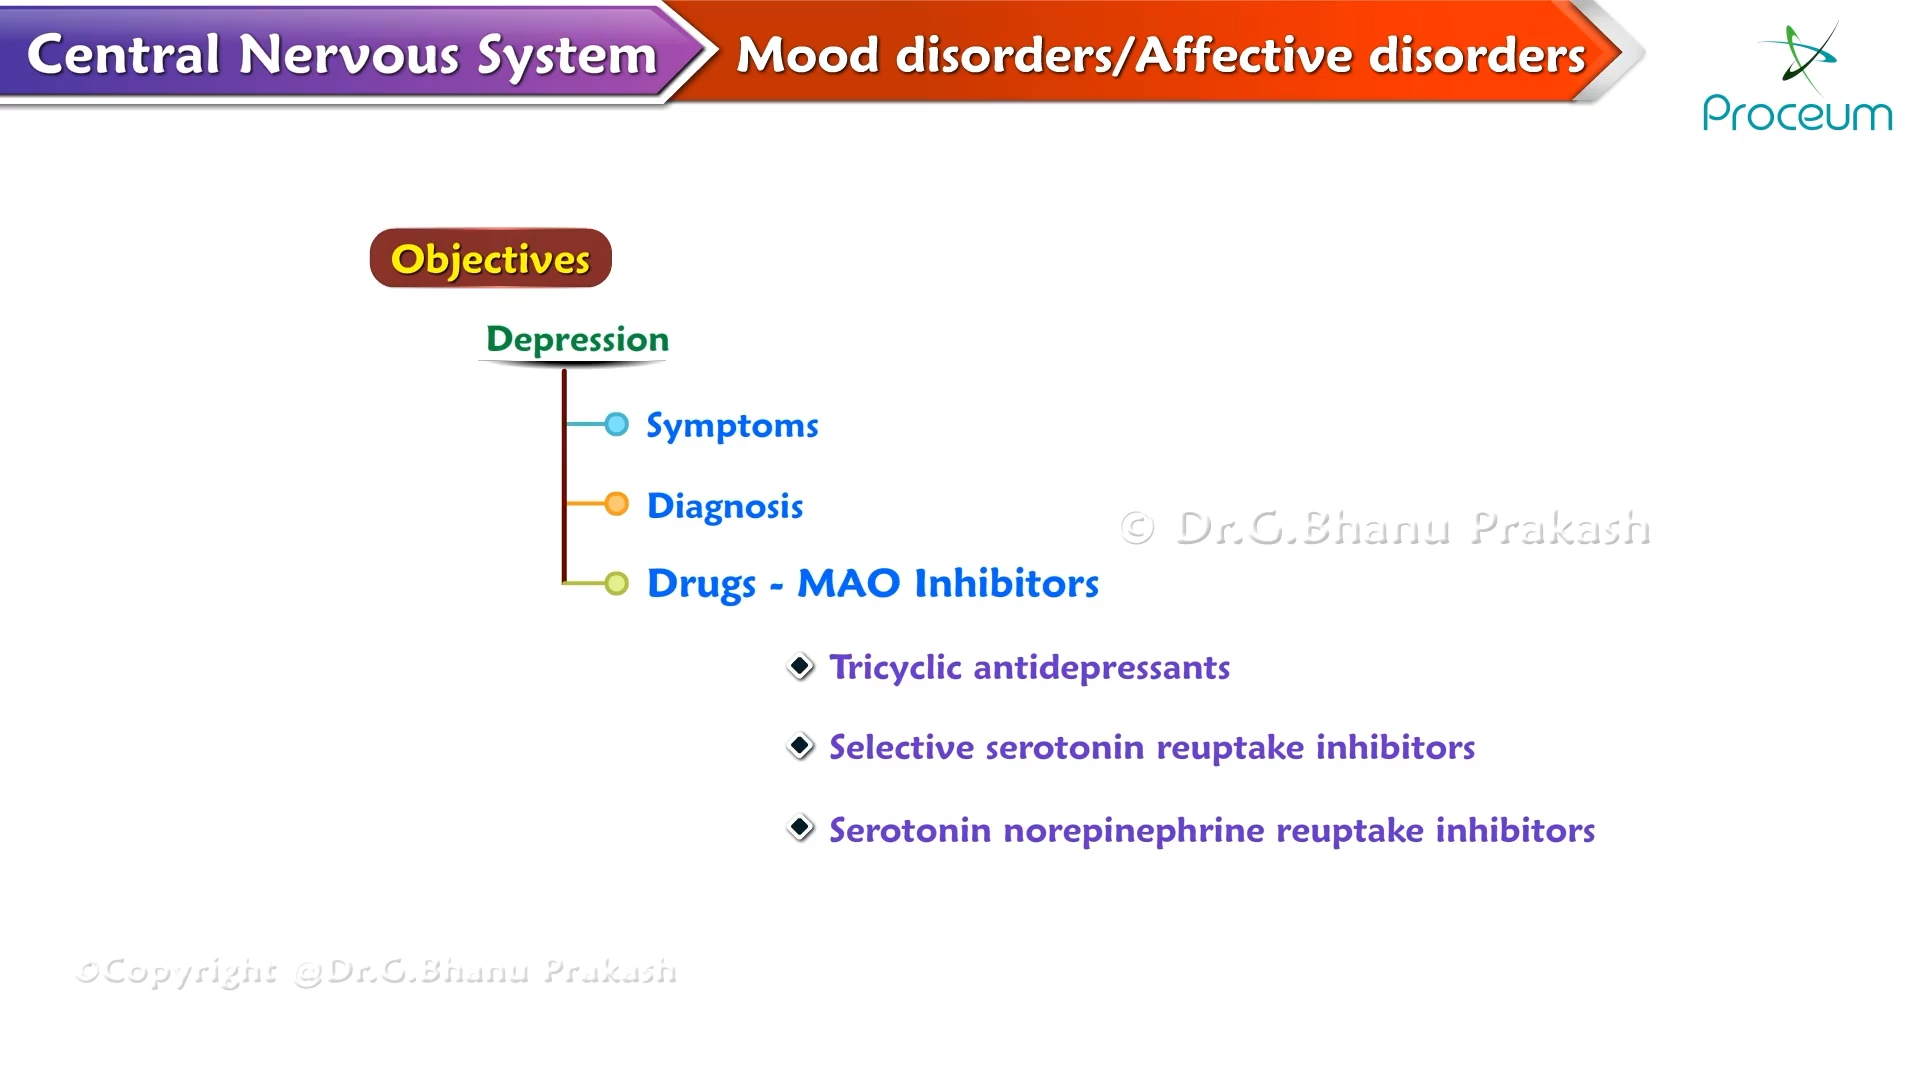 Central Nervous System
Mood disorders/Affective disorders
Proceum
Objectives
Depression
Symptoms
Diagnosis
© Dr.G.Bhanu Prakash
Drugs - MAO Inhibitors
Tricyclic antidepressants
Selective serotonin reuptake inhibitors
Serotonin norepinephrine reuptake inhibitors
©Copyright @Dr.G.Bhanu Prakash